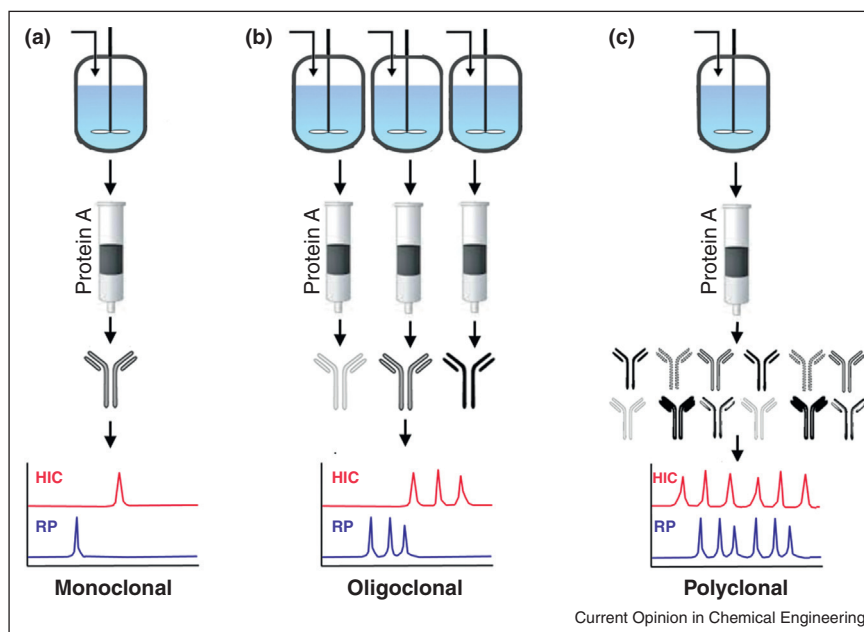 (a)
(b)
(c)
Protein A
Protein A
Protein A
HIC
HIC
HIC
RP
RP
RP
Monoclonal
Oligoclonal
Polyclonal
Current Opinion in Chemical Engineering